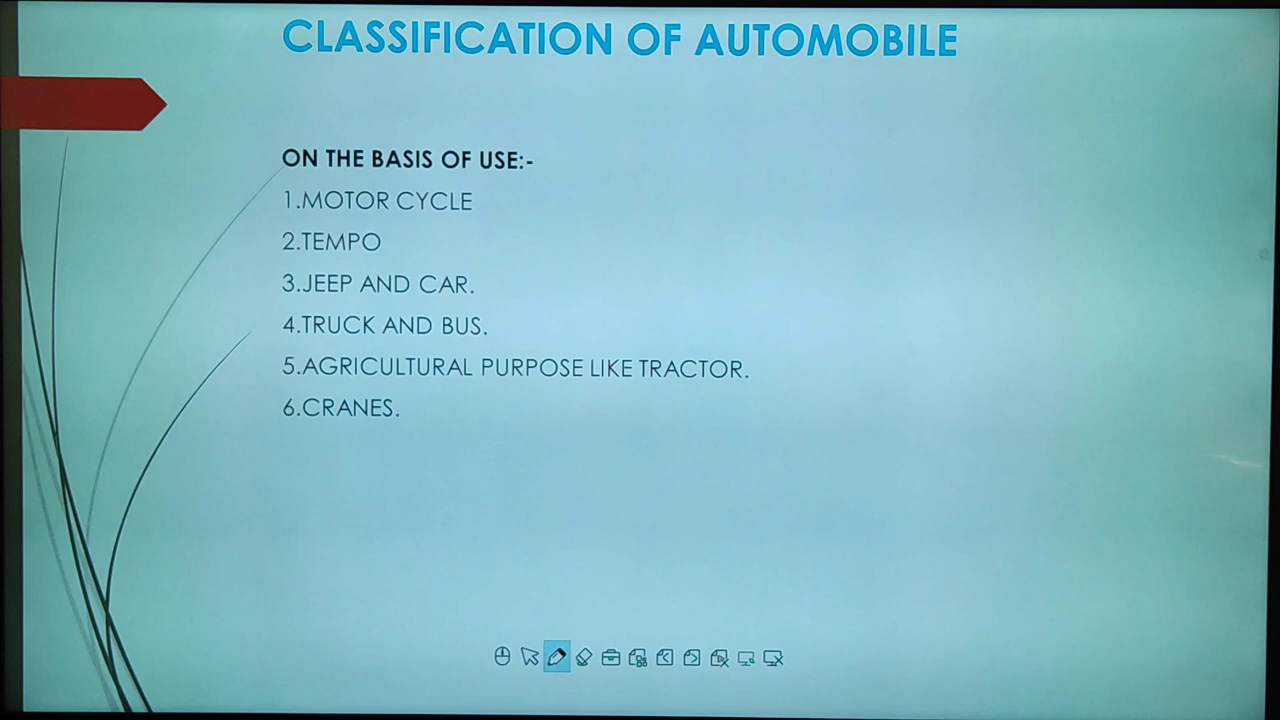 CLASSIFICATION OF AUTOMOBILE
ON THE BASIS OF USE:-
1.MOTOR CYCLE
2.TEMPO
3.JEEP AND CAR.
4.TRUCK AND BUS.
5.AGRICULTURAL PURPOSE LIKE TRACTOR.
6.CRANES.